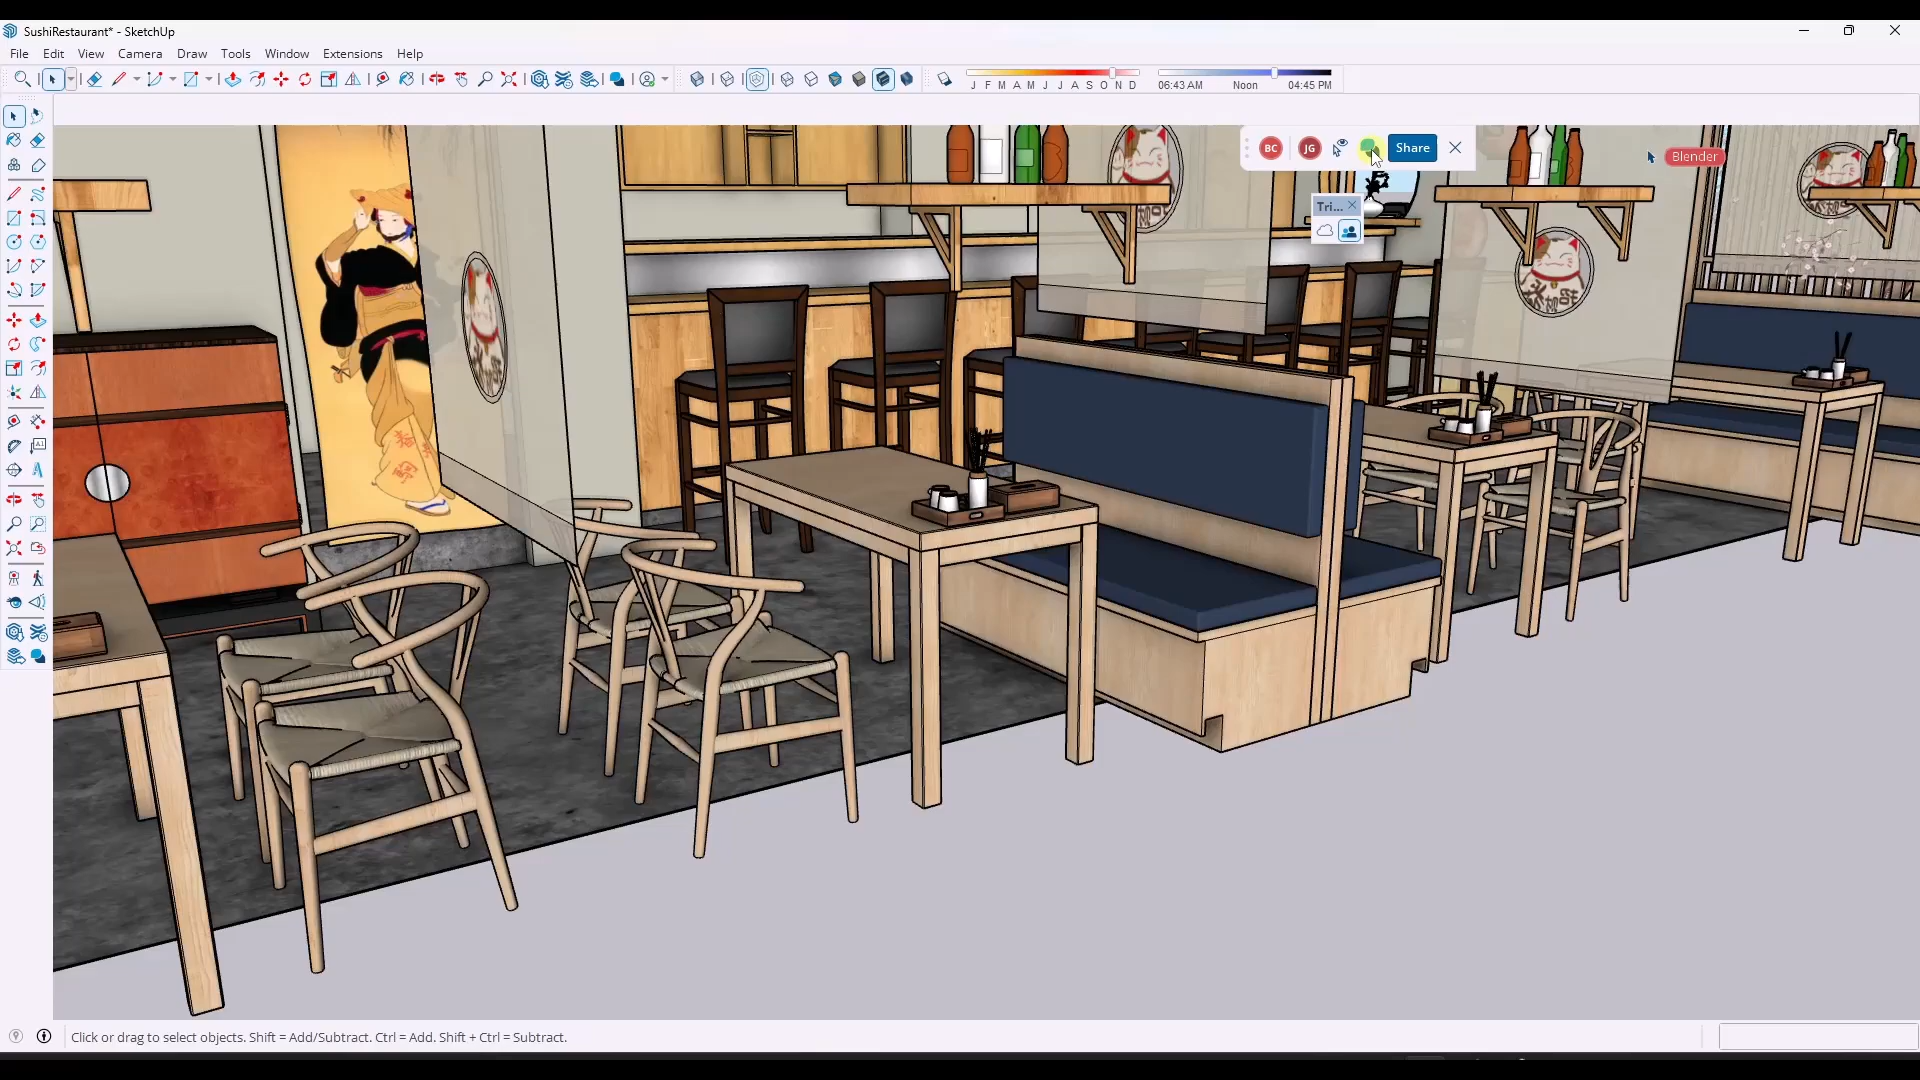 SushiRestaurant* - SketchUp
File Edit View Camera Draw Tools Window Extensions Help
J F M A M J J A S O N D
06:43 AM Noon 04:45 PM
BC JG Share
Blender
Tri...
Click or drag to select objects. Shift = Add/Subtract. Ctrl = Add. Shift + Ctrl = Subtract.